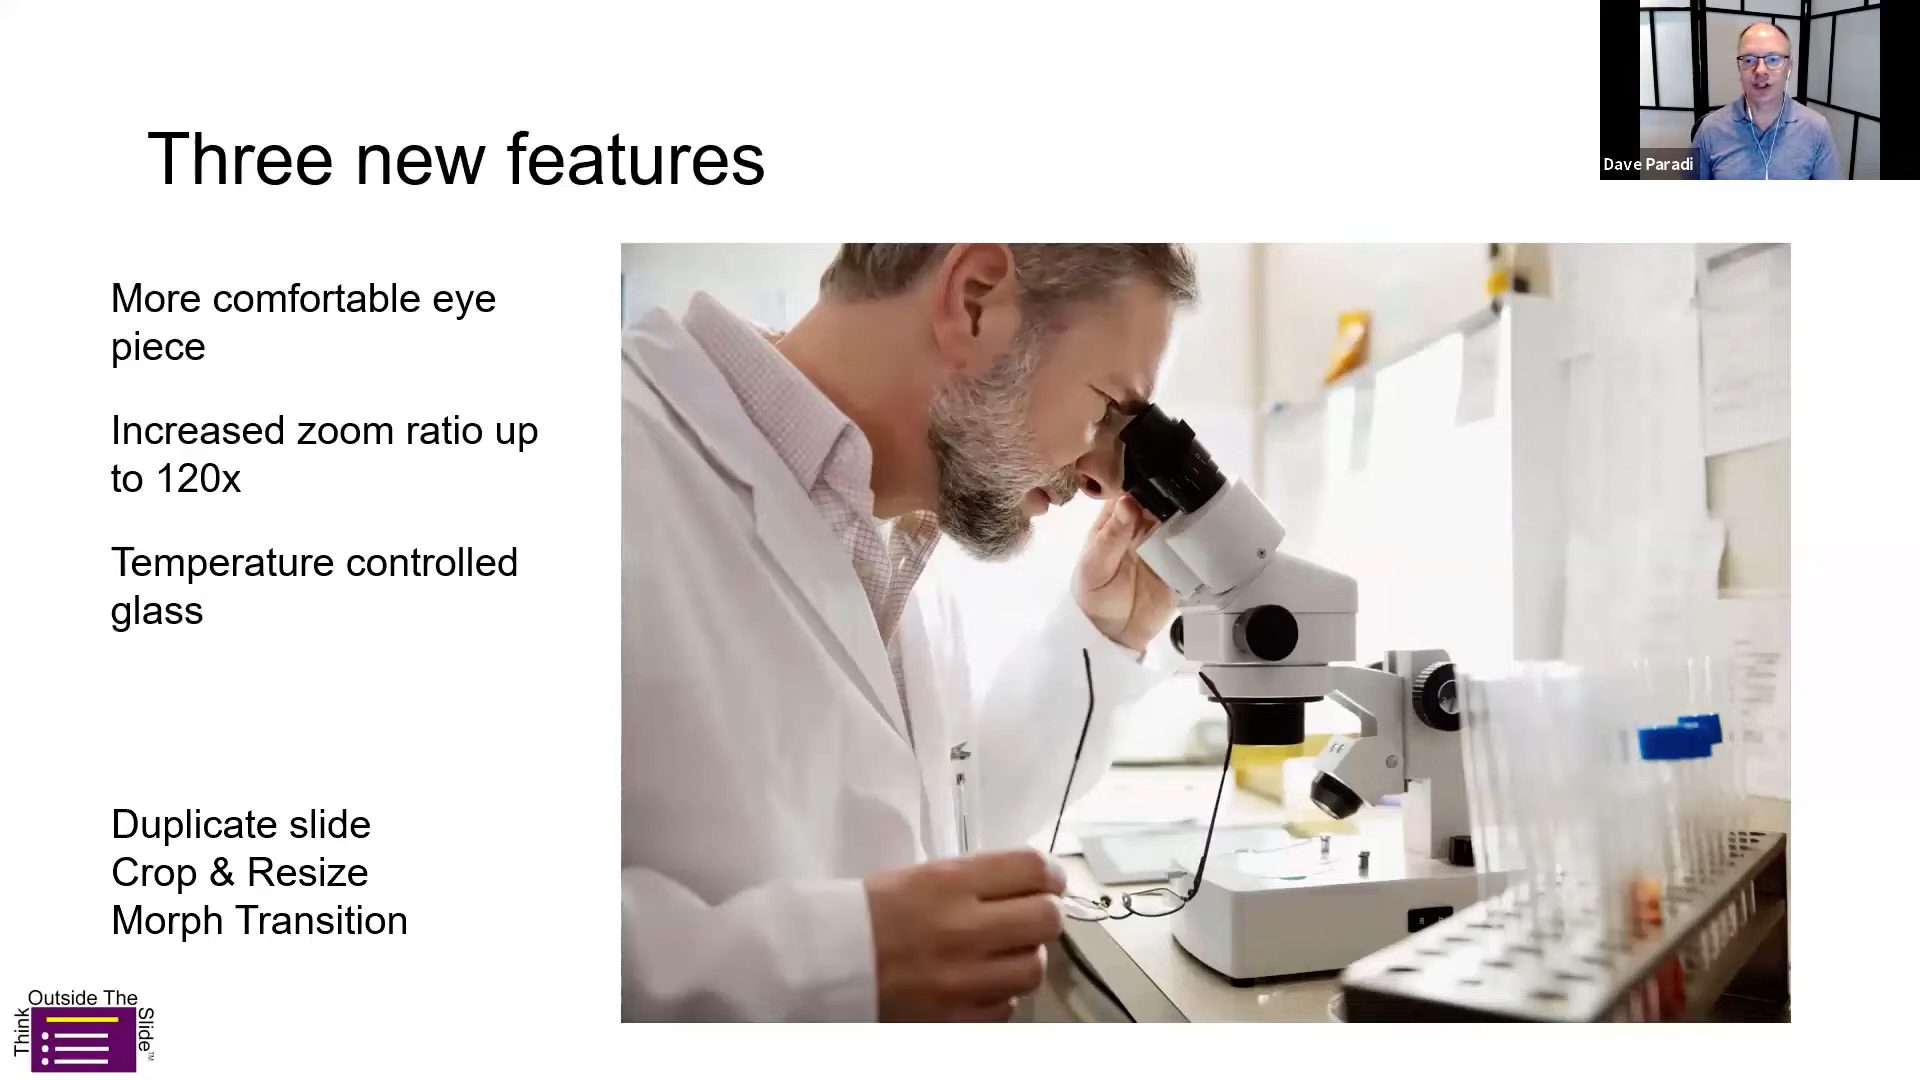 Three new features
Dave Paradi
More comfortable eye
piece
Increased zoom ratio up
to 120x
Temperature controlled
glass
Duplicate slide
Crop & Resize
Morph Transition
Think
Outside The
Slide™